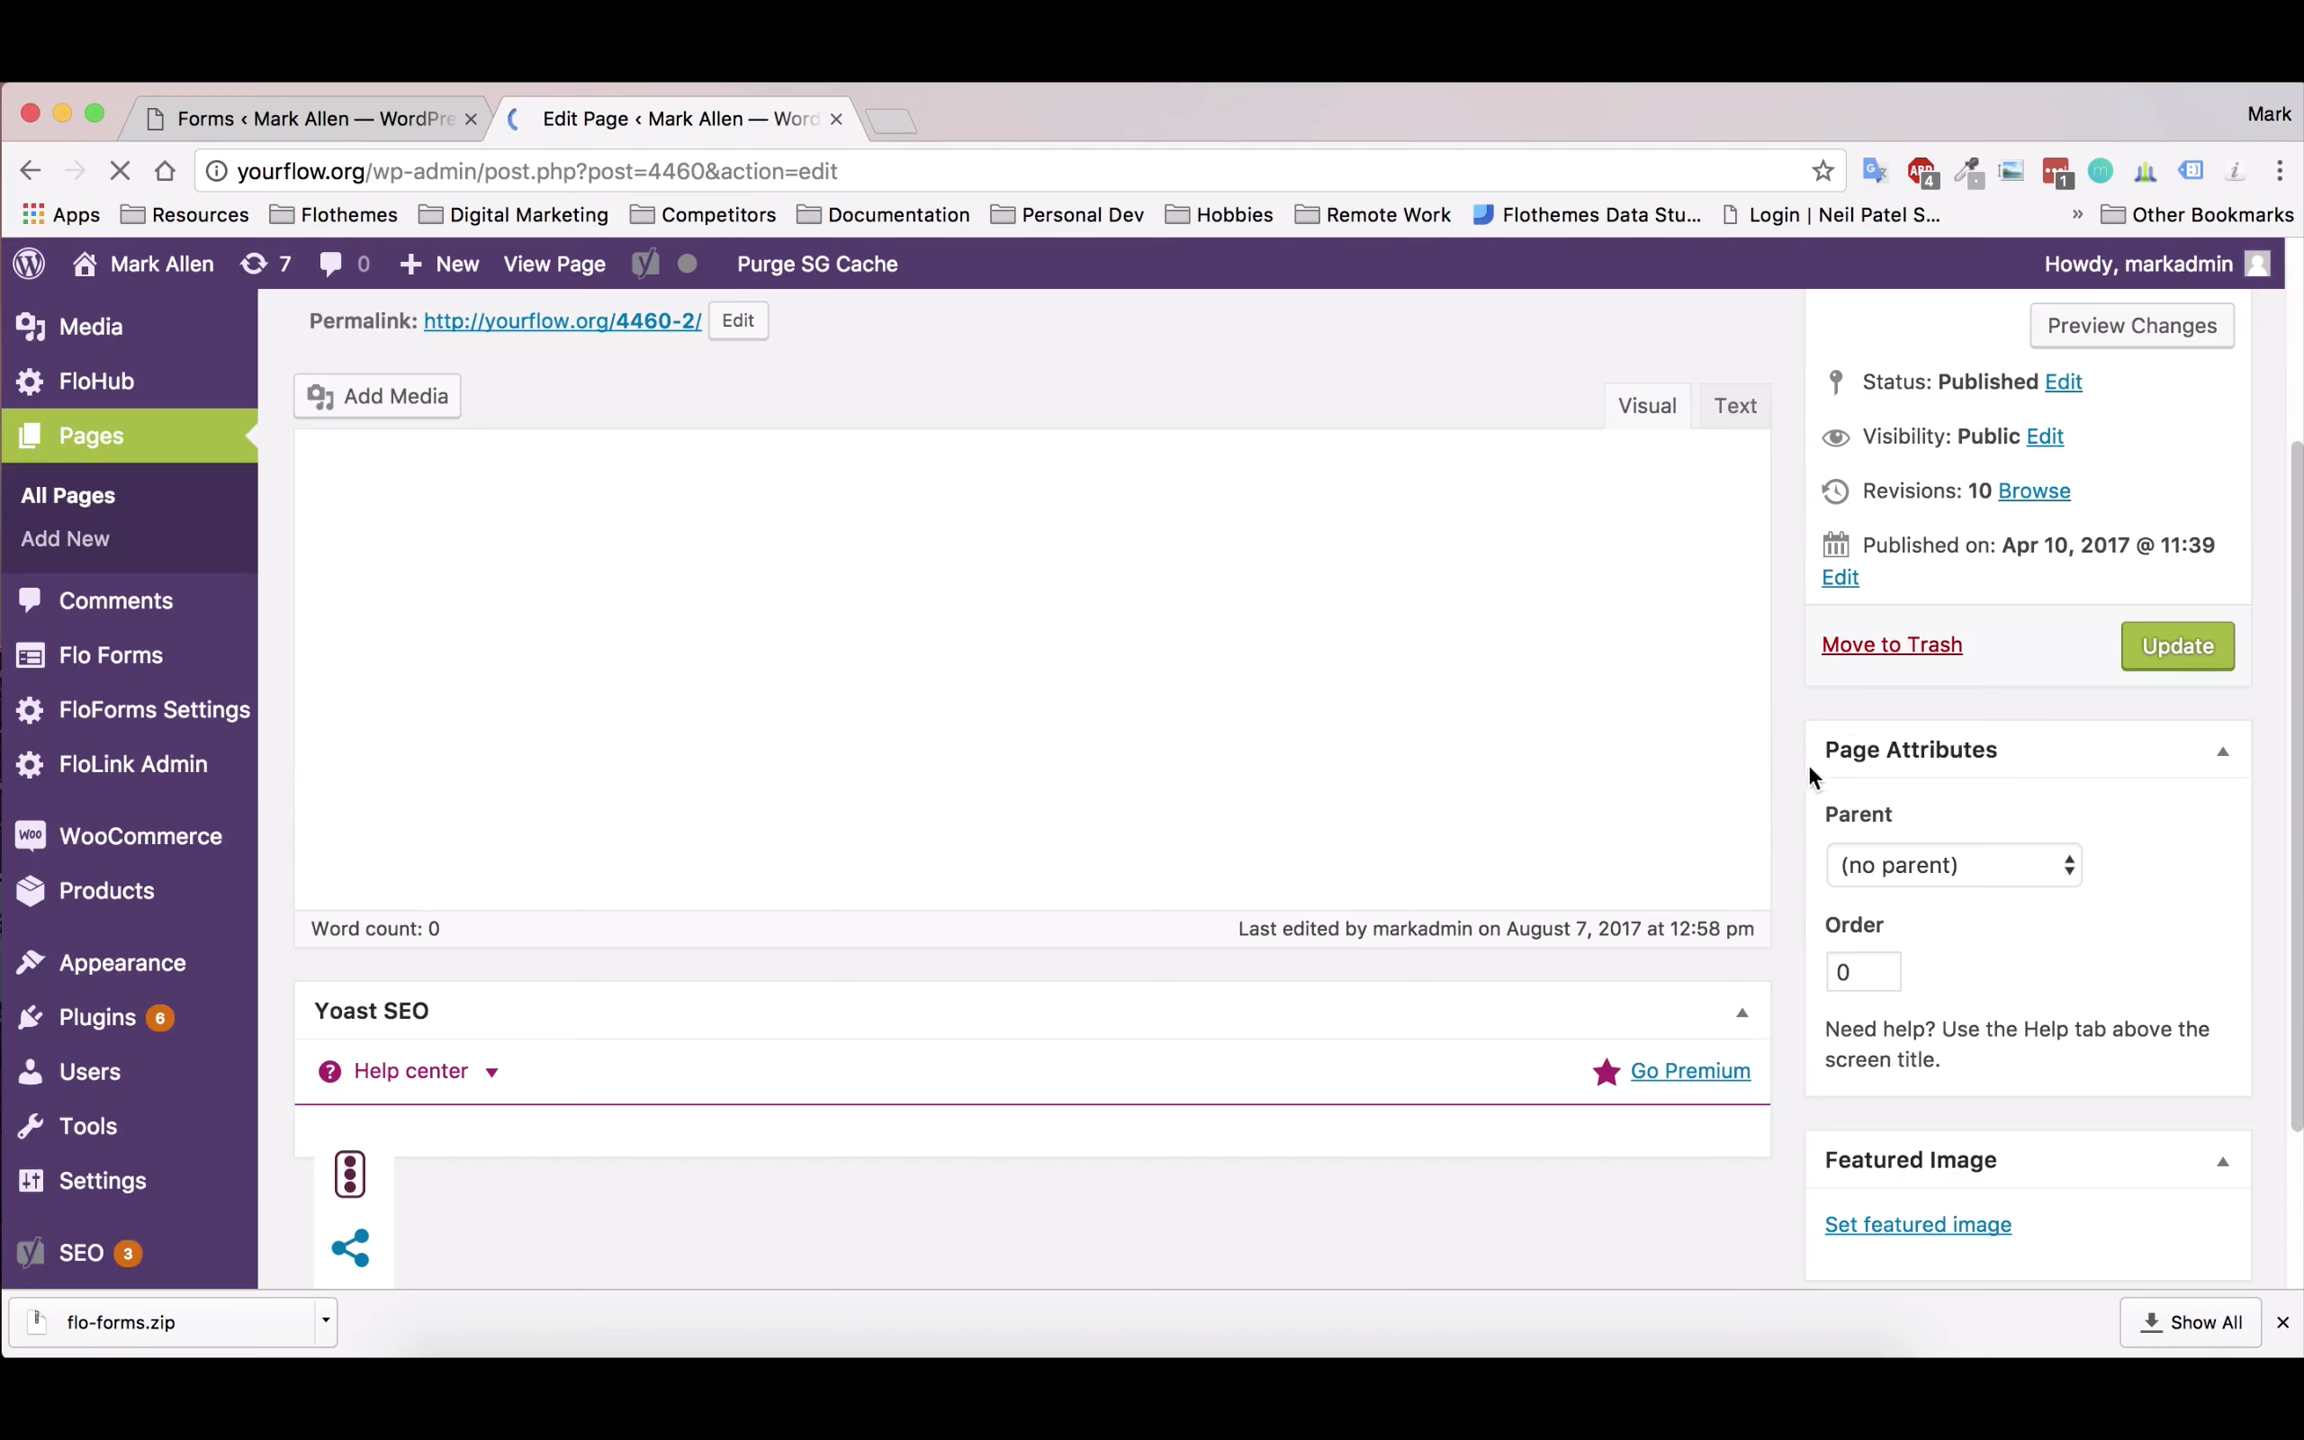 Forms ‹ Mark Allen — WordPre
Edit Page ‹ Mark Allen — Word
Mark
yourflow.org/wp-admin/post.php?post=4460&action=edit
ABP
4
1
m
Apps
Resources
Flothemes
Digital Marketing
Competitors
Documentation
Personal Dev
Hobbies
Remote Work
Flothemes Data Stu...
Login | Neil Patel S...
»
Other Bookmarks
Mark Allen
7
0
New
View Page
Purge SG Cache
Howdy, markadmin
Media
FloHub
Pages
All Pages
Add New
Comments
Flo Forms
FloForms Settings
FloLink Admin
WOO
WooCommerce
Products
Appearance
Plugins 6
Users
Tools
Settings
SEO 3
Permalink: http://yourflow.org/4460-2/ Edit
Add Media
Visual
Text
Word count: 0
Last edited by markadmin on August 7, 2017 at 12:58 pm
Yoast SEO
? Help center
Go Premium
Preview Changes
Status: Published Edit
Visibility: Public Edit
Revisions: 10 Browse
Published on: Apr 10, 2017 @ 11:39
Edit
Move to Trash
Update
Page Attributes
Parent
(no parent)
Order
0
Need help? Use the Help tab above the
screen title.
Featured Image
Set featured image
flo-forms.zip
Show All